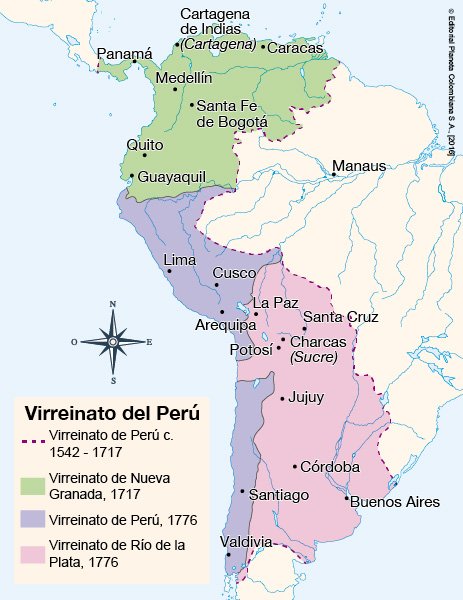 Cartagena
de Indias
(Cartagena)
Panamá
Caracas
Medellín
Santa Fe
de Bogotá
Quito
Guayaquil
Manaus
Lima
Cusco
La Paz
Santa Cruz
Arequipa
Charcas
(Sucre)
Potosí
Jujuy
Córdoba
Santiago
Buenos Aires
Valdivia
N
O
E
S
Virreinato del Perú
Virreinato de Perú c.
1542 - 1717
Virreinato de Nueva
Granada, 1717
Virreinato de Perú, 1776
Virreinato de Río de la
Plata, 1776
© Editorial Planeta Colombiana S.A., [2016]